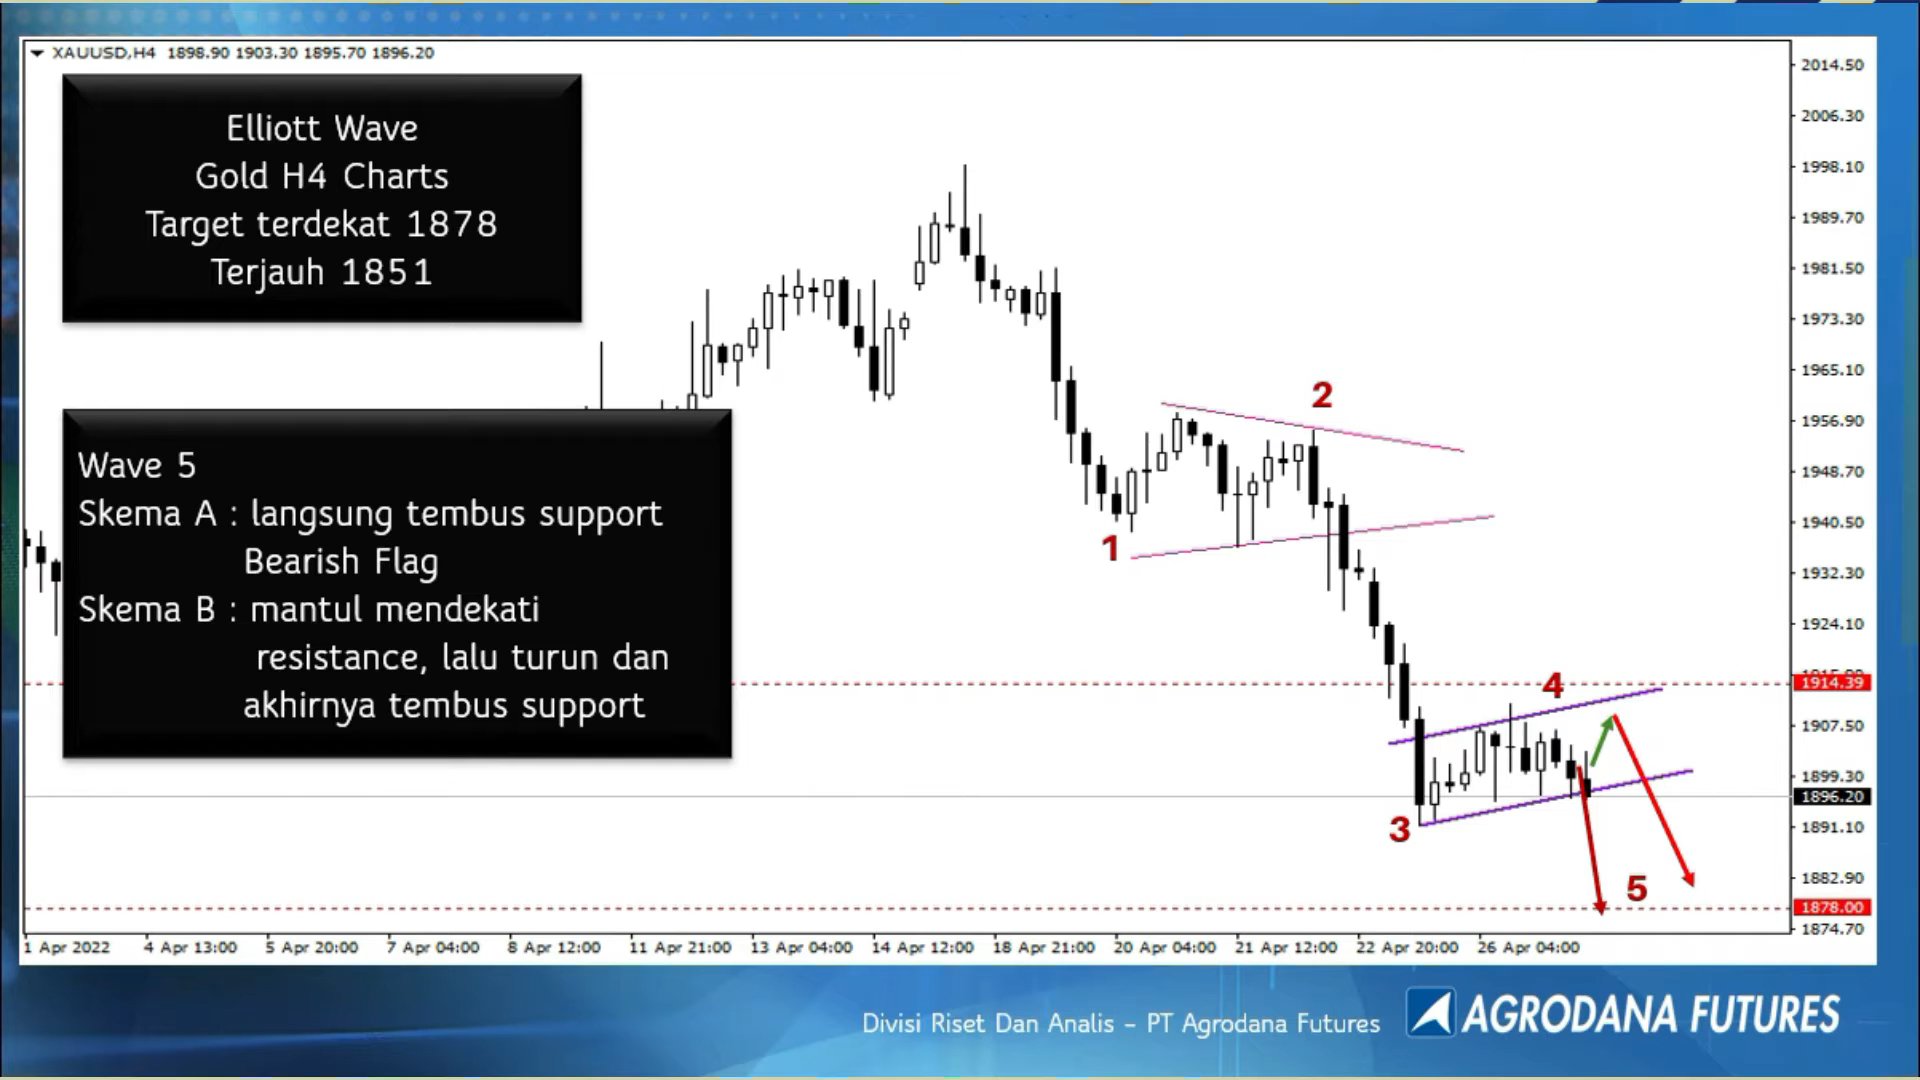 XAUUSD,H4 1898.90 1903.30 1895.70 1896.20
Elliott Wave
Gold H4 Charts
Target terdekat 1878
Terjauh 1851
Wave 5
Skema A : langsung tembus support
Bearish Flag
Skema B : mantul mendekati
resistance, lalu turun dan
akhirnya tembus support
1
2
3
4
5
2014.50
2006.30
1998.10
1989.70
1981.50
1973.30
1965.10
1956.90
1948.70
1940.50
1932.30
1924.10
1914.39
1907.50
1899.30
1896.20
1891.10
1882.90
1878.00
1874.70
1 Apr 2022 4 Apr 13:00 5 Apr 20:00 7 Apr 04:00 8 Apr 12:00 11 Apr 21:00 13 Apr 04:00 14 Apr 12:00 18 Apr 21:00 20 Apr 04:00 21 Apr 12:00 22 Apr 20:00 26 Apr 04:00
Divisi Riset Dan Analis – PT Agrodana Futures
AGRODANA FUTURES